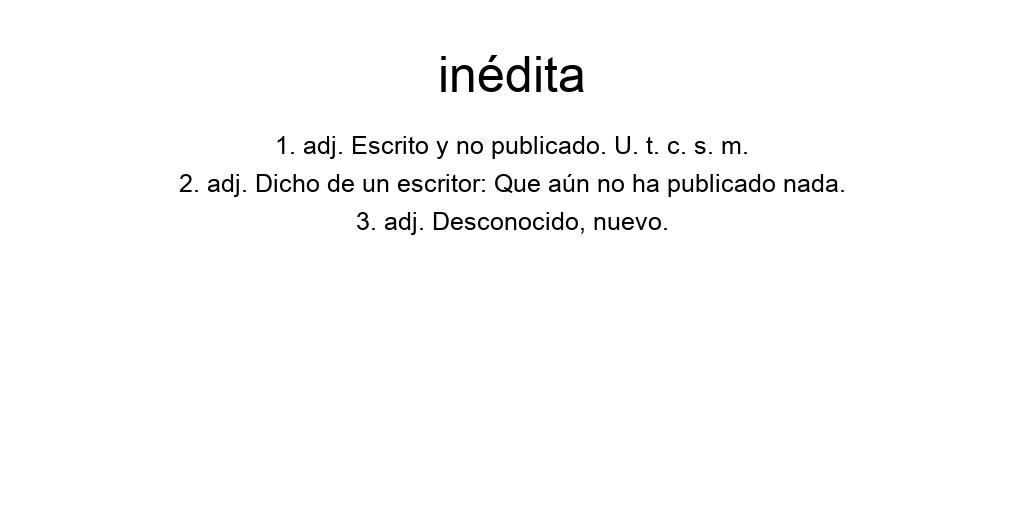 inédita
1. adj. Escrito y no publicado. U. t. c. s. m.
2. adj. Dicho de un escritor: Que aún no ha publicado nada.
3. adj. Desconocido, nuevo.